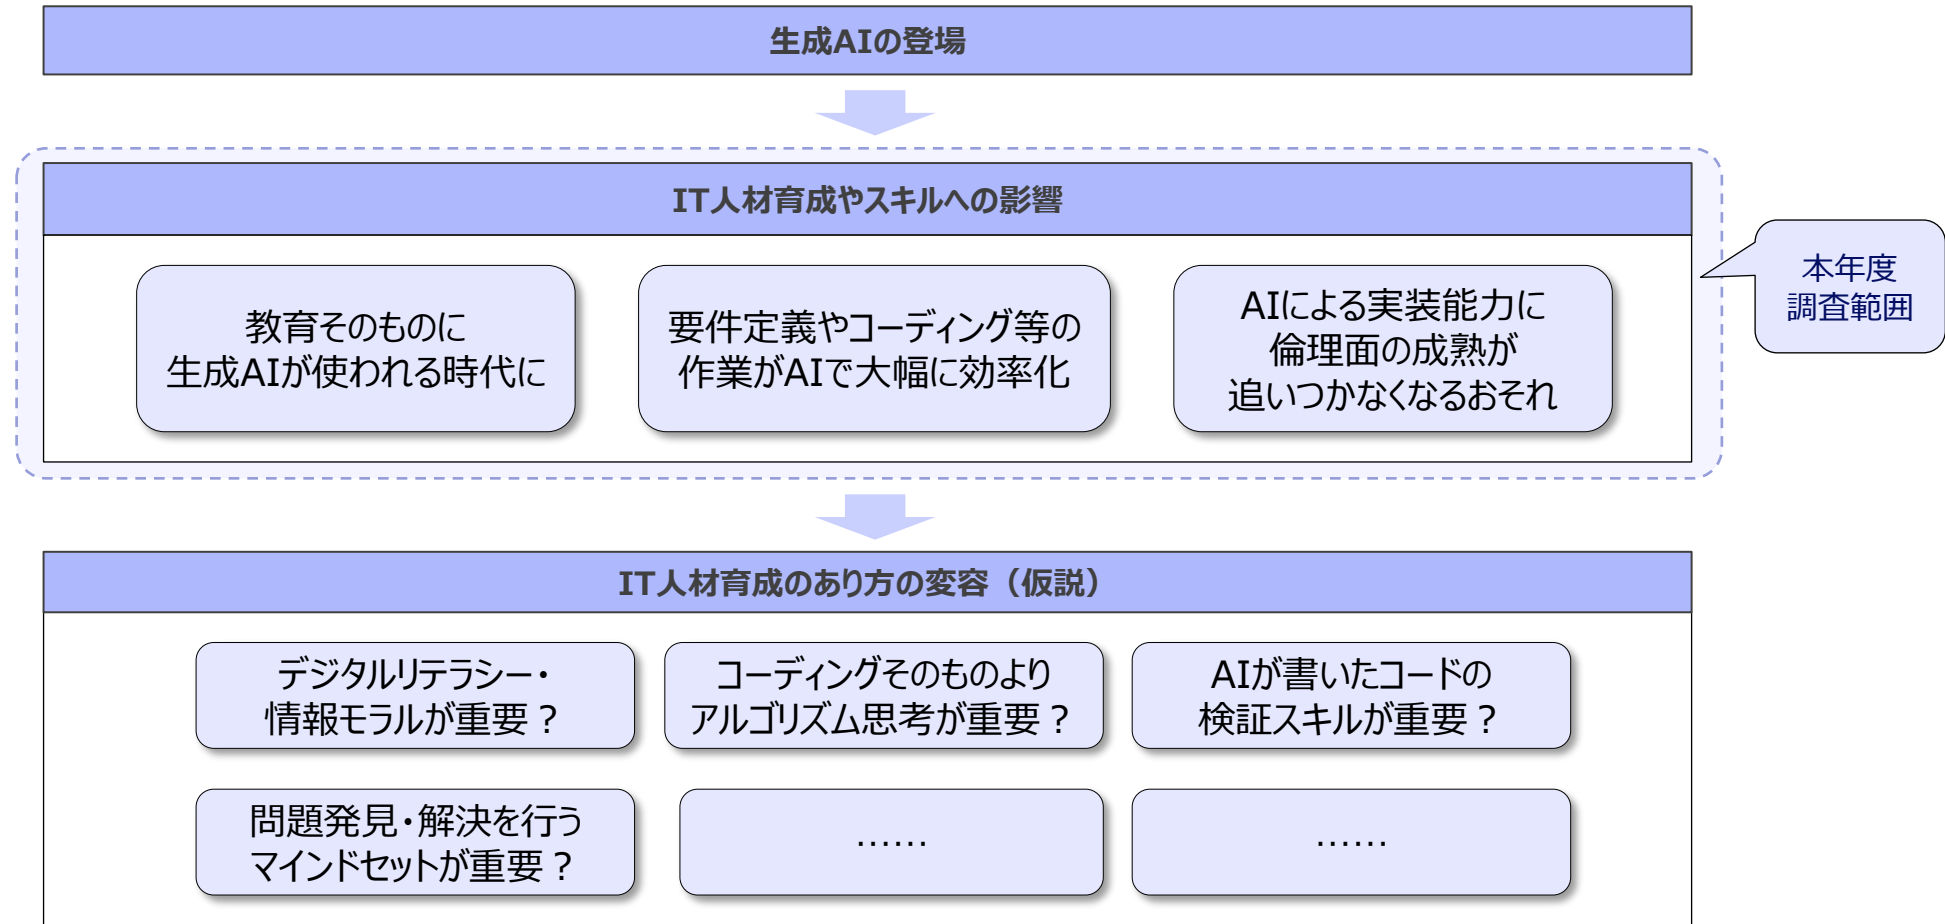 生成AIの登場
IT人材育成やスキルへの影響
教育そのものに
生成AIが使われる時代に
要件定義やコーディング等の
作業がAIで大幅に効率化
AIによる実装能力に
倫理面の成熟が
追いつかなくなるおそれ
本年度
調査範囲
IT人材育成のあり方の変容（仮説）
デジタルリテラシー・
情報モラルが重要？
コーディングそのものより
アルゴリズム思考が重要？
AIが書いたコードの
検証スキルが重要？
問題発見・解決を行う
マインドセットが重要？
……
……